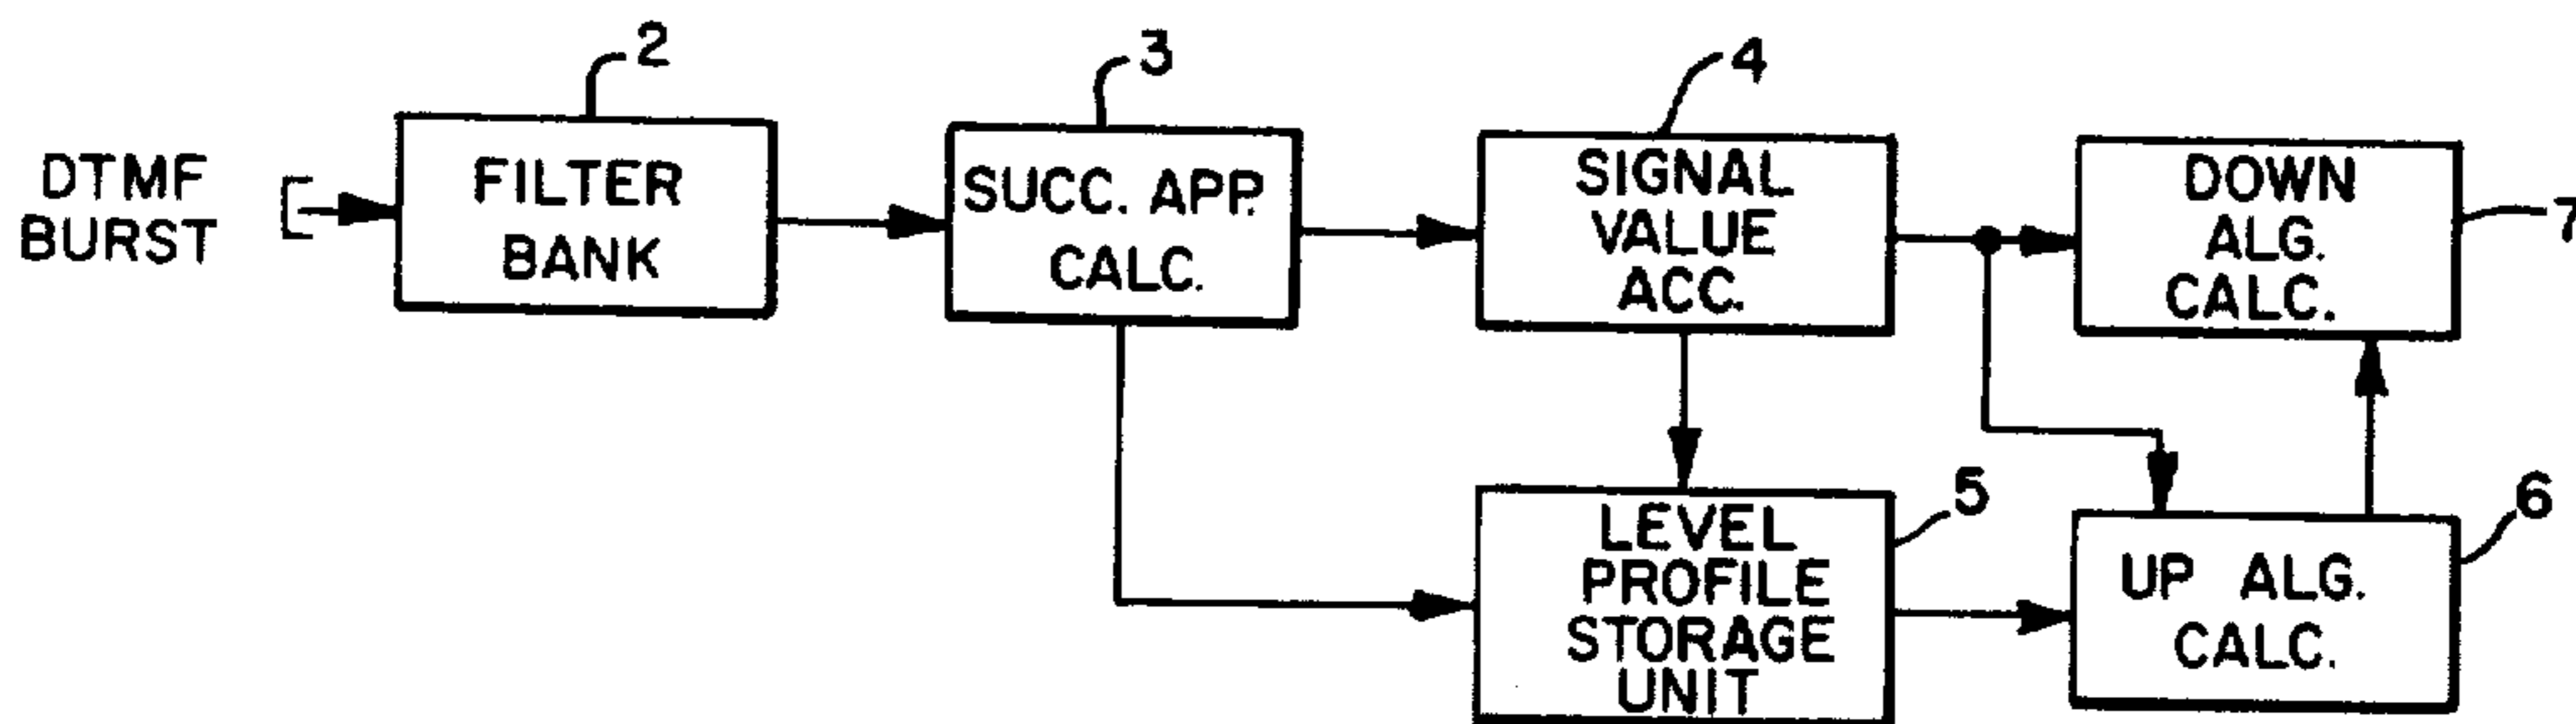 2
3
4
DTMF
BURST
FILTER
BANK
SUCC. APP.
CALC.
SIGNAL
VALUE
ACC.
DOWN
ALG.
CALC.
7
5
6
LEVEL
PROFILE
STORAGE
UNIT
UP ALG.
CALC.